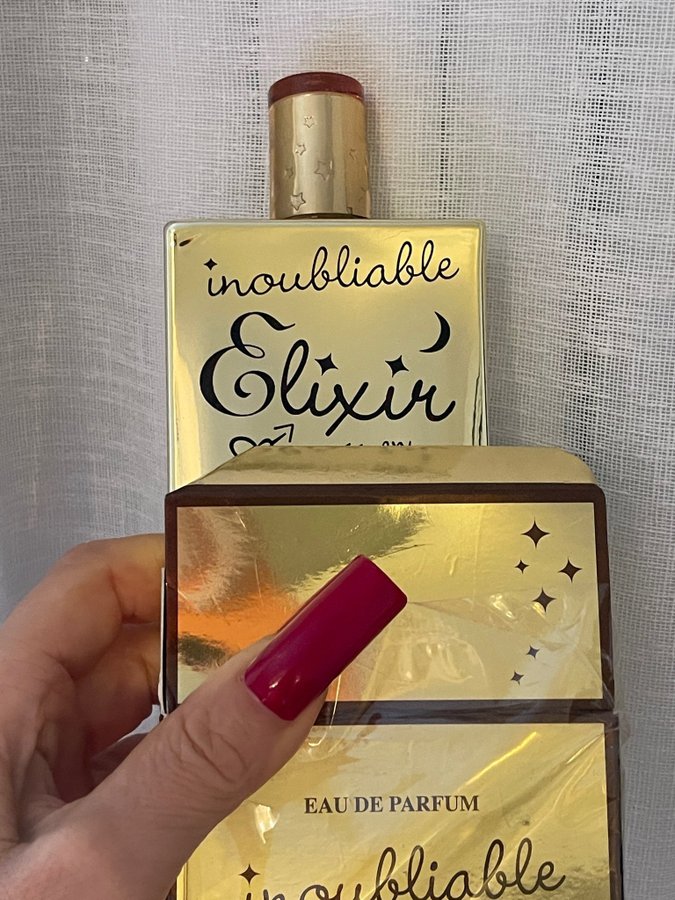 inoubliable
Elixir
EAU DE PARFUM
inoubliable